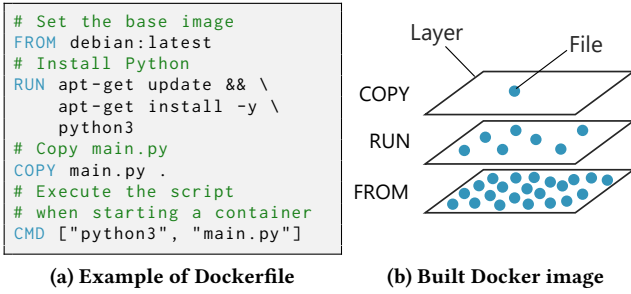 # Set the base image
FROM debian:latest
# Install Python
RUN apt-get update && \
    apt-get install -y \
    python3
# Copy main.py
COPY main.py .
# Execute the script
# when starting a container
CMD ["python3", "main.py"]
(a) Example of Dockerfile
Layer
File
COPY
RUN
FROM
(b) Built Docker image